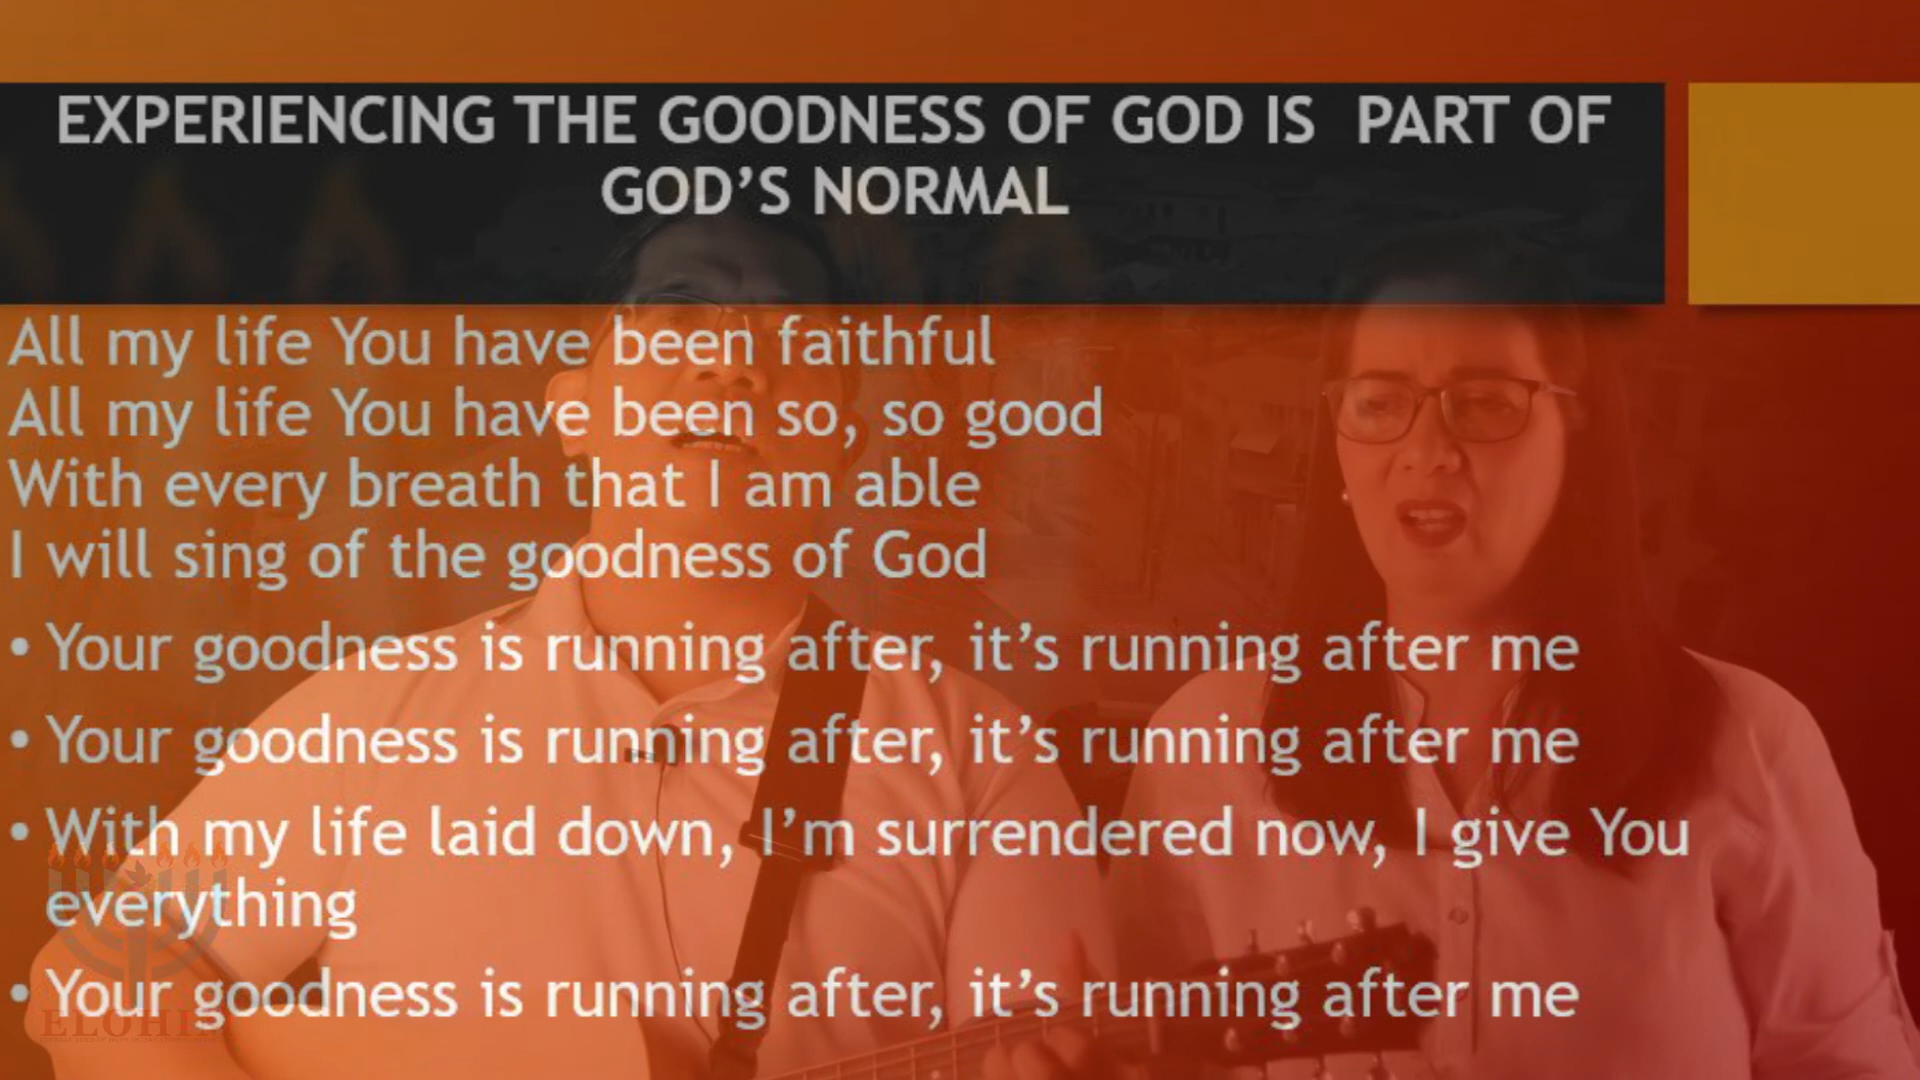 EXPERIENCING THE GOODNESS OF GOD IS PART OF
GOD’S NORMAL
All my life You have been faithful
All my life You have been so, so good
With every breath that I am able
I will sing of the goodness of God
• Your goodness is running after, it’s running after me
• Your goodness is running after, it’s running after me
• With my life laid down, I’m surrendered now, I give You
everything
• Your goodness is running after, it’s running after me
ELOHIM